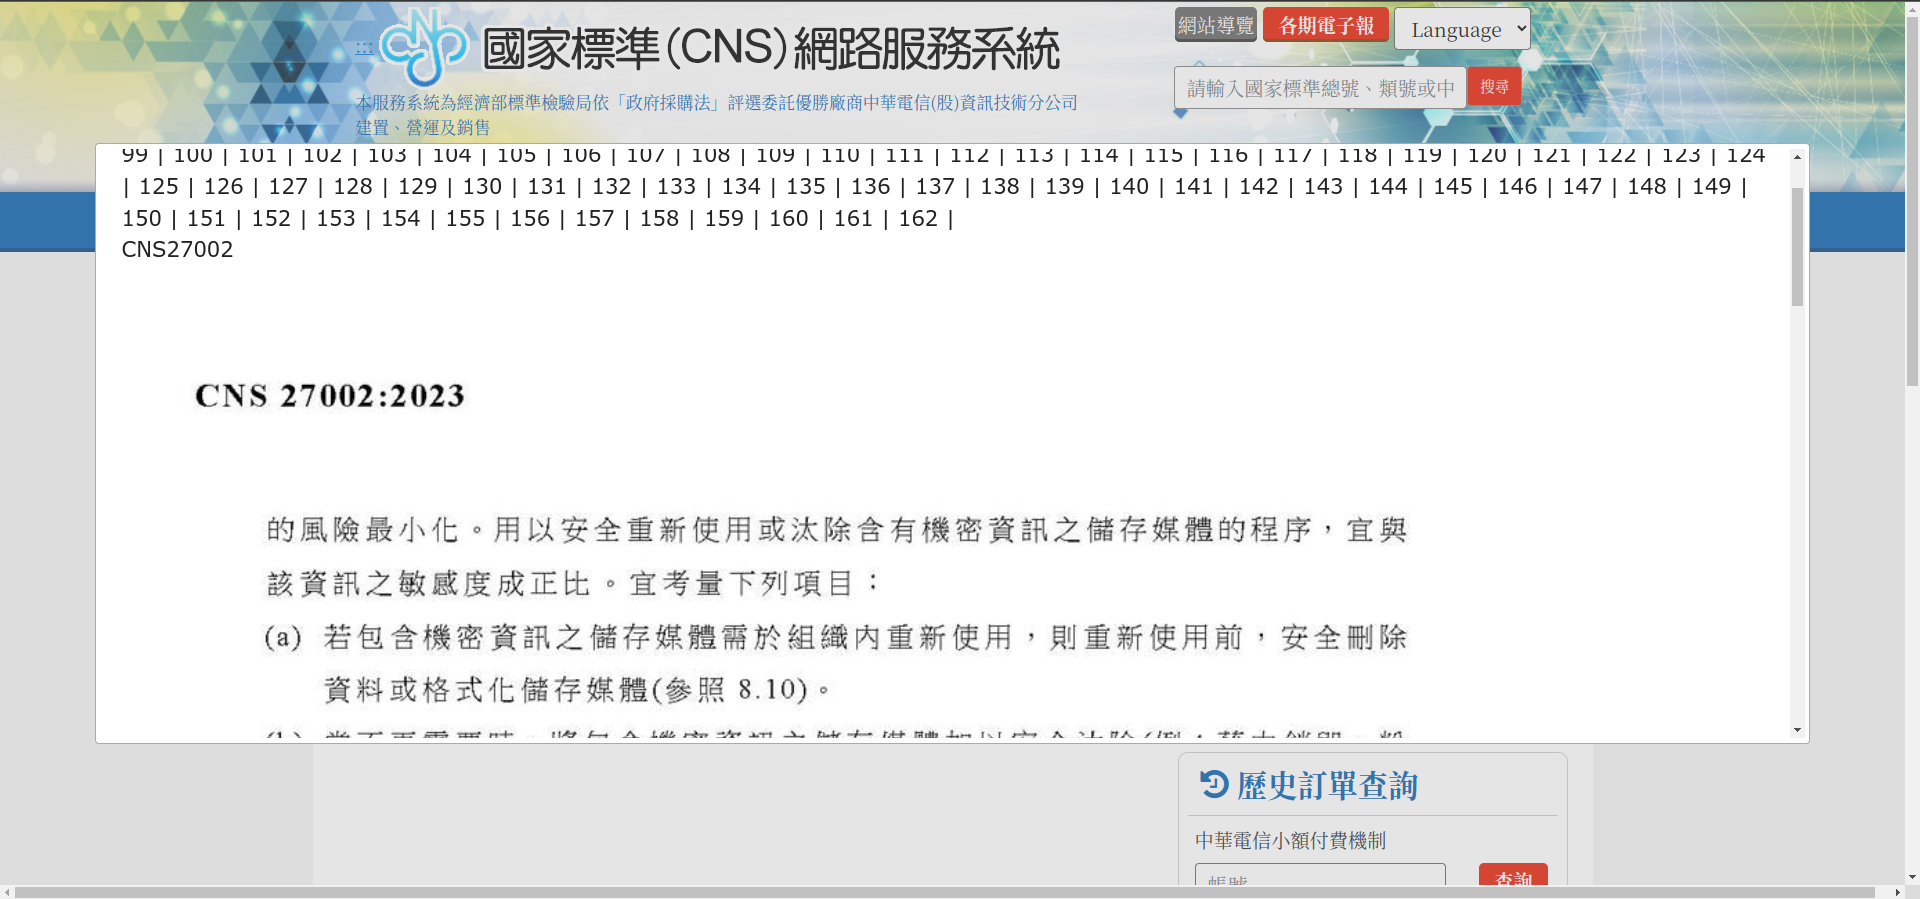 :::
國家標準(CNS)網路服務系統
網站導覽
各期電子報
Language
請輸入國家標準總號、類號或中
搜尋
本服務系統為經濟部標準檢驗局依「政府採購法」評選委託優勝廠商中華電信(股)資訊技術分公司
建置、營運及銷售
99 | 100 | 101 | 102 | 103 | 104 | 105 | 106 | 107 | 108 | 109 | 110 | 111 | 112 | 113 | 114 | 115 | 116 | 117 | 118 | 119 | 120 | 121 | 122 | 123 | 124
| 125 | 126 | 127 | 128 | 129 | 130 | 131 | 132 | 133 | 134 | 135 | 136 | 137 | 138 | 139 | 140 | 141 | 142 | 143 | 144 | 145 | 146 | 147 | 148 | 149 |
150 | 151 | 152 | 153 | 154 | 155 | 156 | 157 | 158 | 159 | 160 | 161 | 162 |
CNS27002
CNS 27002:2023
的風險最小化。用以安全重新使用或汰除含有機密資訊之儲存媒體的程序，宜與
該資訊之敏感度成正比。宜考量下列項目：
(a) 若包含機密資訊之儲存媒體需於組織內重新使用，則重新使用前，安全刪除
資料或格式化儲存媒體(參照 8.10)。
歷史訂單查詢
中華電信小額付費機制
帳號
查詢